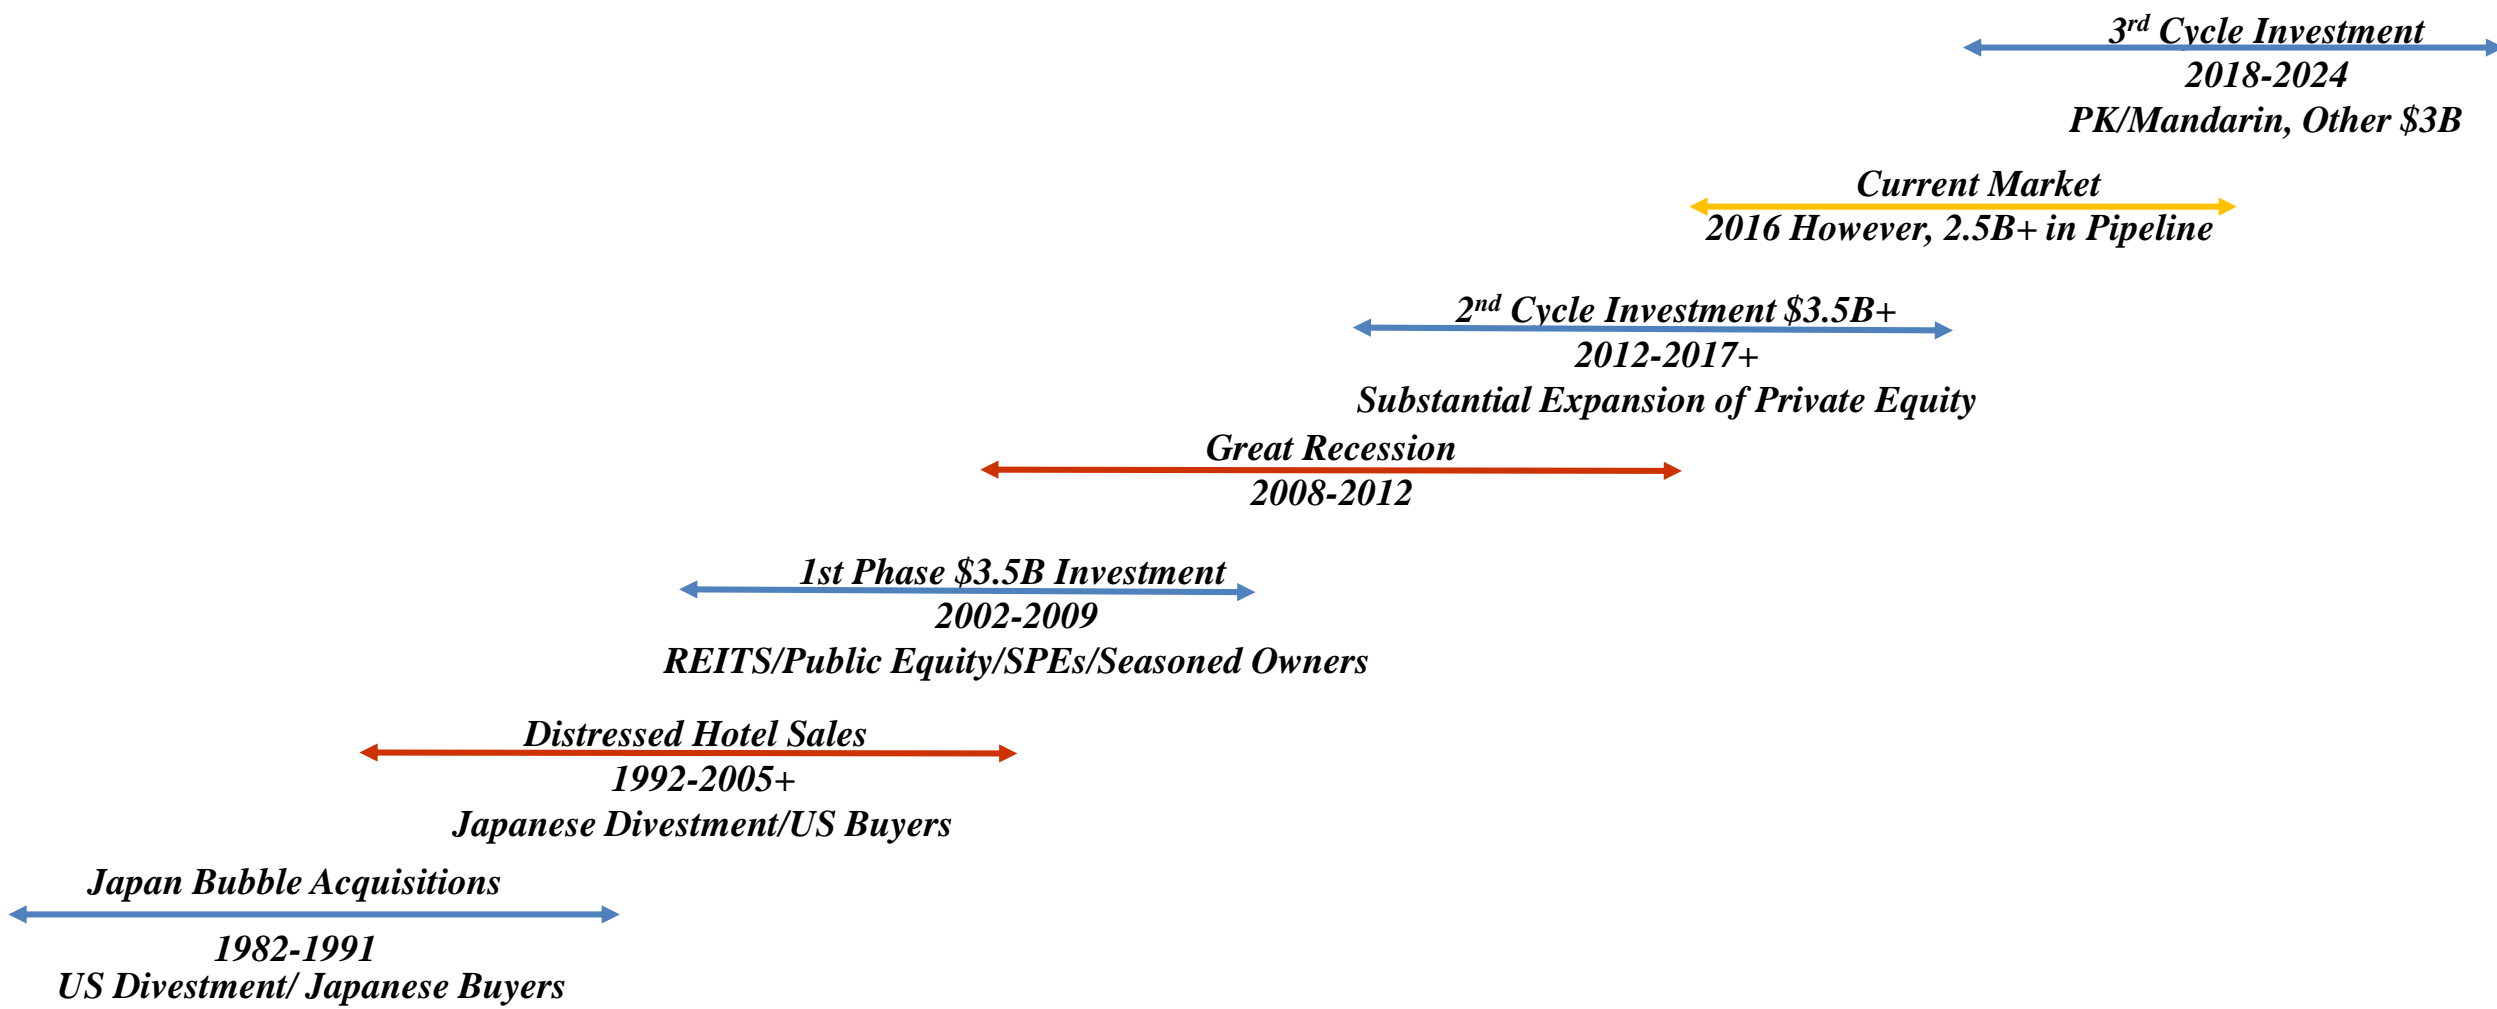 3rd Cycle Investment
2018-2024
PK/Mandarin, Other $3B
Current Market
2016 However, 2.5B+ in Pipeline
2nd Cycle Investment $3.5B+
2012-2017+
Substantial Expansion of Private Equity
Great Recession
2008-2012
1st Phase $3.5B Investment
2002-2009
REITS/Public Equity/SPEs/Seasoned Owners
Distressed Hotel Sales
1992-2005+
Japanese Divestment/US Buyers
Japan Bubble Acquisitions
1982-1991
US Divestment/ Japanese Buyers